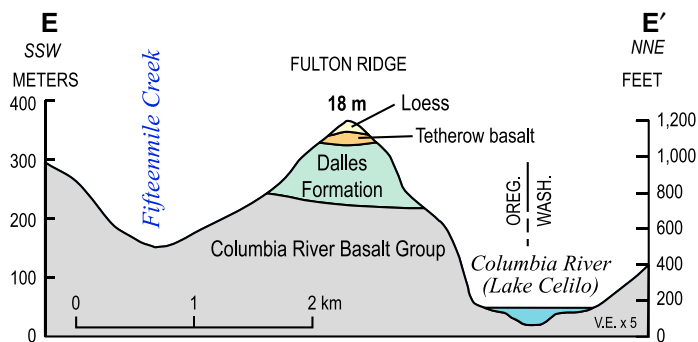 E
E′
SSW
NNE
METERS
FEET
Fifteenmile Creek
FULTON RIDGE
18 m
Loess
Tetherow basalt
Dalles
Formation
Columbia River Basalt Group
OREG.
WASH.
Columbia River
(Lake Celilo)
400
300
200
100
0
1,200
1,000
800
600
400
200
0
0
1
2 km
V.E. x 5